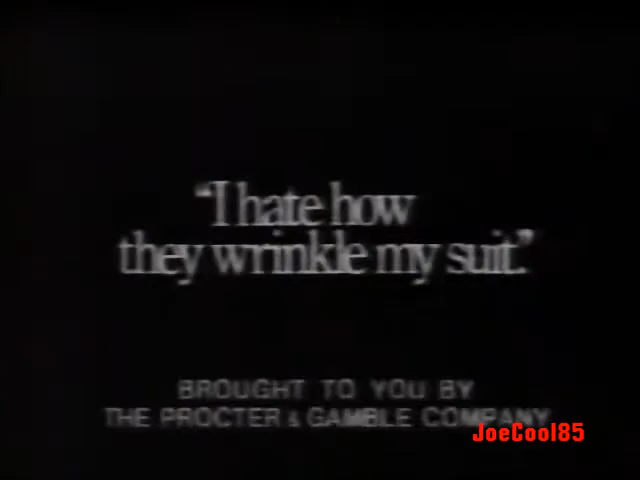 “I hate how
they wrinkle my suit.”
BROUGHT TO YOU BY
THE PROCTER & GAMBLE COMPANY
JoeCool85